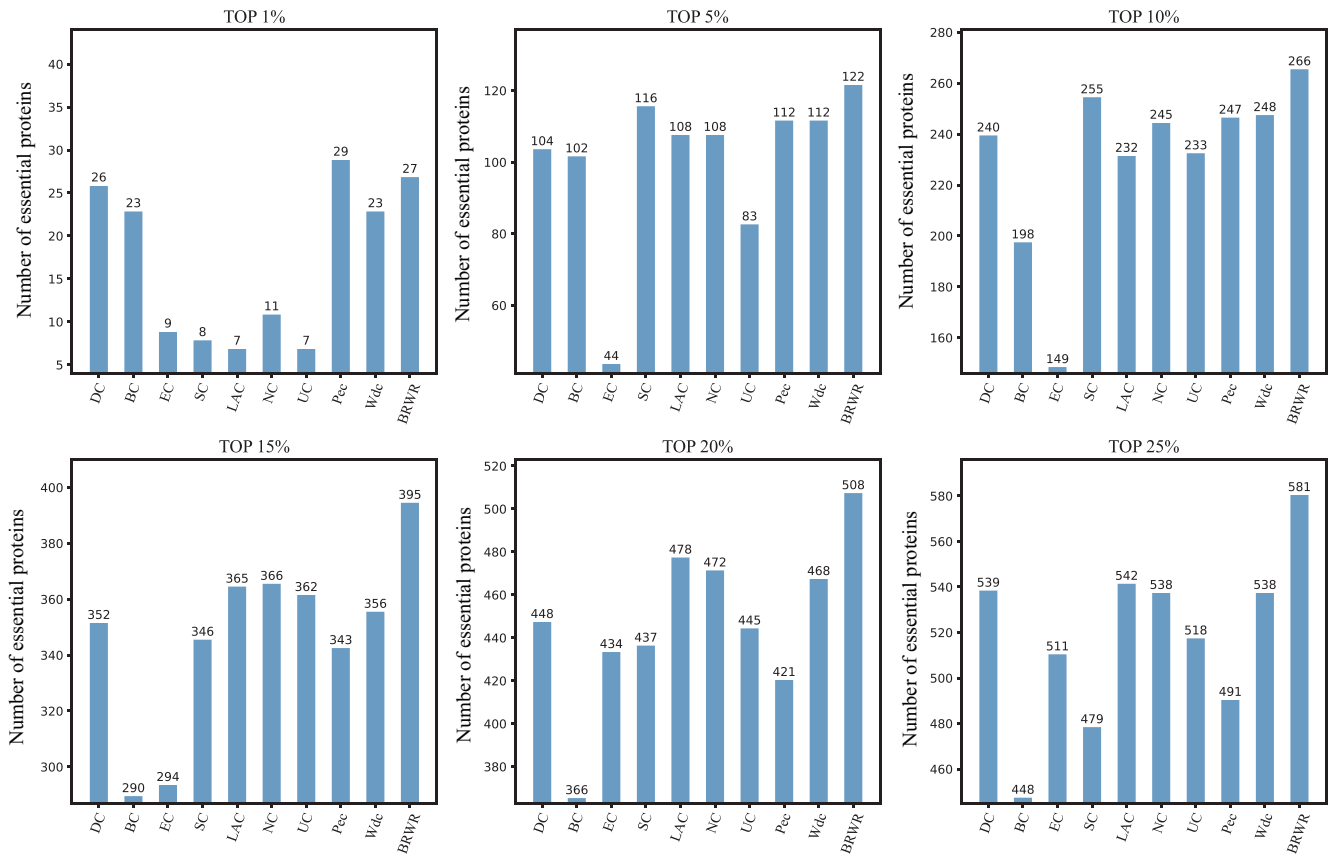 TOP 1%
Number of essential proteins
40
35
30
25
20
15
10
5
26
23
9
8
7
11
7
29
23
27
DC
BC
EC
SC
LAC
NC
UC
Pec
Wdc
BRWR
TOP 5%
Number of essential proteins
120
100
80
60
104
102
44
116
108
108
83
112
112
122
DC
BC
EC
SC
LAC
NC
UC
Pec
Wdc
BRWR
TOP 10%
Number of essential proteins
280
260
240
220
200
180
160
240
198
149
255
232
245
233
247
248
266
DC
BC
EC
SC
LAC
NC
UC
Pec
Wdc
BRWR
TOP 15%
Number of essential proteins
400
380
360
340
320
300
352
290
294
346
365
366
362
343
356
395
DC
BC
EC
SC
LAC
NC
UC
Pec
Wdc
BRWR
TOP 20%
Number of essential proteins
520
500
480
460
440
420
400
380
448
366
434
437
478
472
445
421
468
508
DC
BC
EC
SC
LAC
NC
UC
Pec
Wdc
BRWR
TOP 25%
Number of essential proteins
580
560
540
520
500
480
460
539
448
511
479
542
538
518
491
538
581
DC
BC
EC
SC
LAC
NC
UC
Pec
Wdc
BRWR